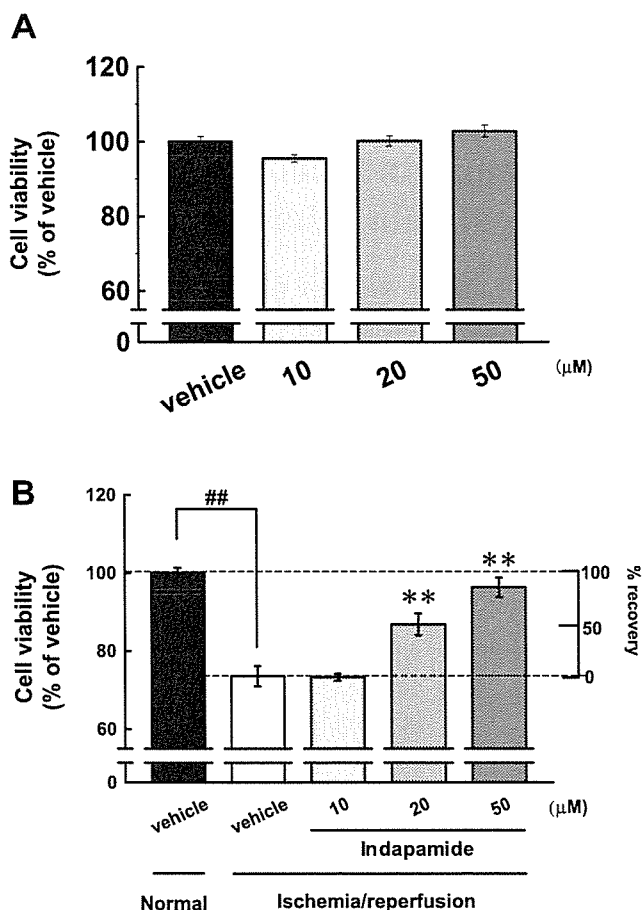 A
Cell viability
(% of vehicle)
120
100
80
60
0
vehicle 10 20 50 (μM)
B
Cell viability
(% of vehicle)
120
100
80
60
0
##
**
**
100
50
0
% recovery
vehicle vehicle 10 20 50 (μM)
Indapamide
Normal Ischemia/reperfusion